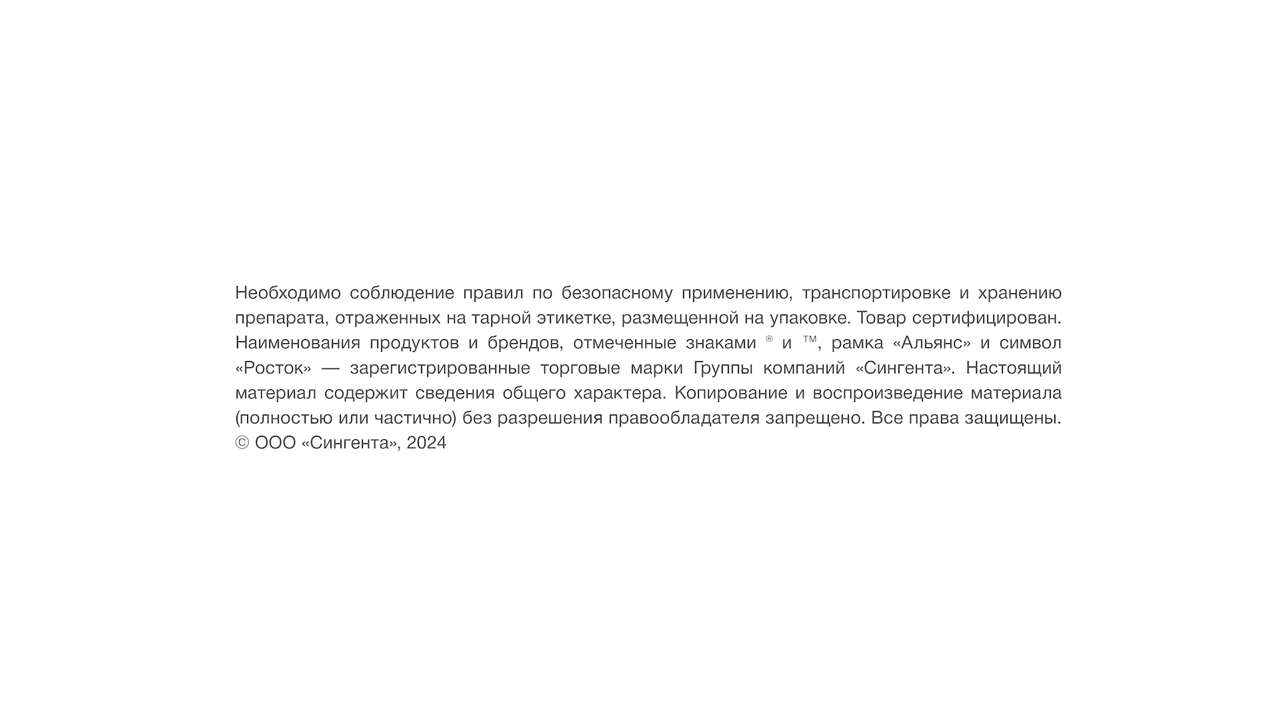 Необходимо соблюдение правил по безопасному применению, транспортировке и хранению
препарата, отраженных на тарной этикетке, размещенной на упаковке. Товар сертифицирован.
Наименования продуктов и брендов, отмеченные знаками ® и ™, рамка «Альянс» и символ
«Росток» — зарегистрированные торговые марки Группы компаний «Сингента». Настоящий
материал содержит сведения общего характера. Копирование и воспроизведение материала
(полностью или частично) без разрешения правообладателя запрещено. Все права защищены.
© ООО «Сингента», 2024